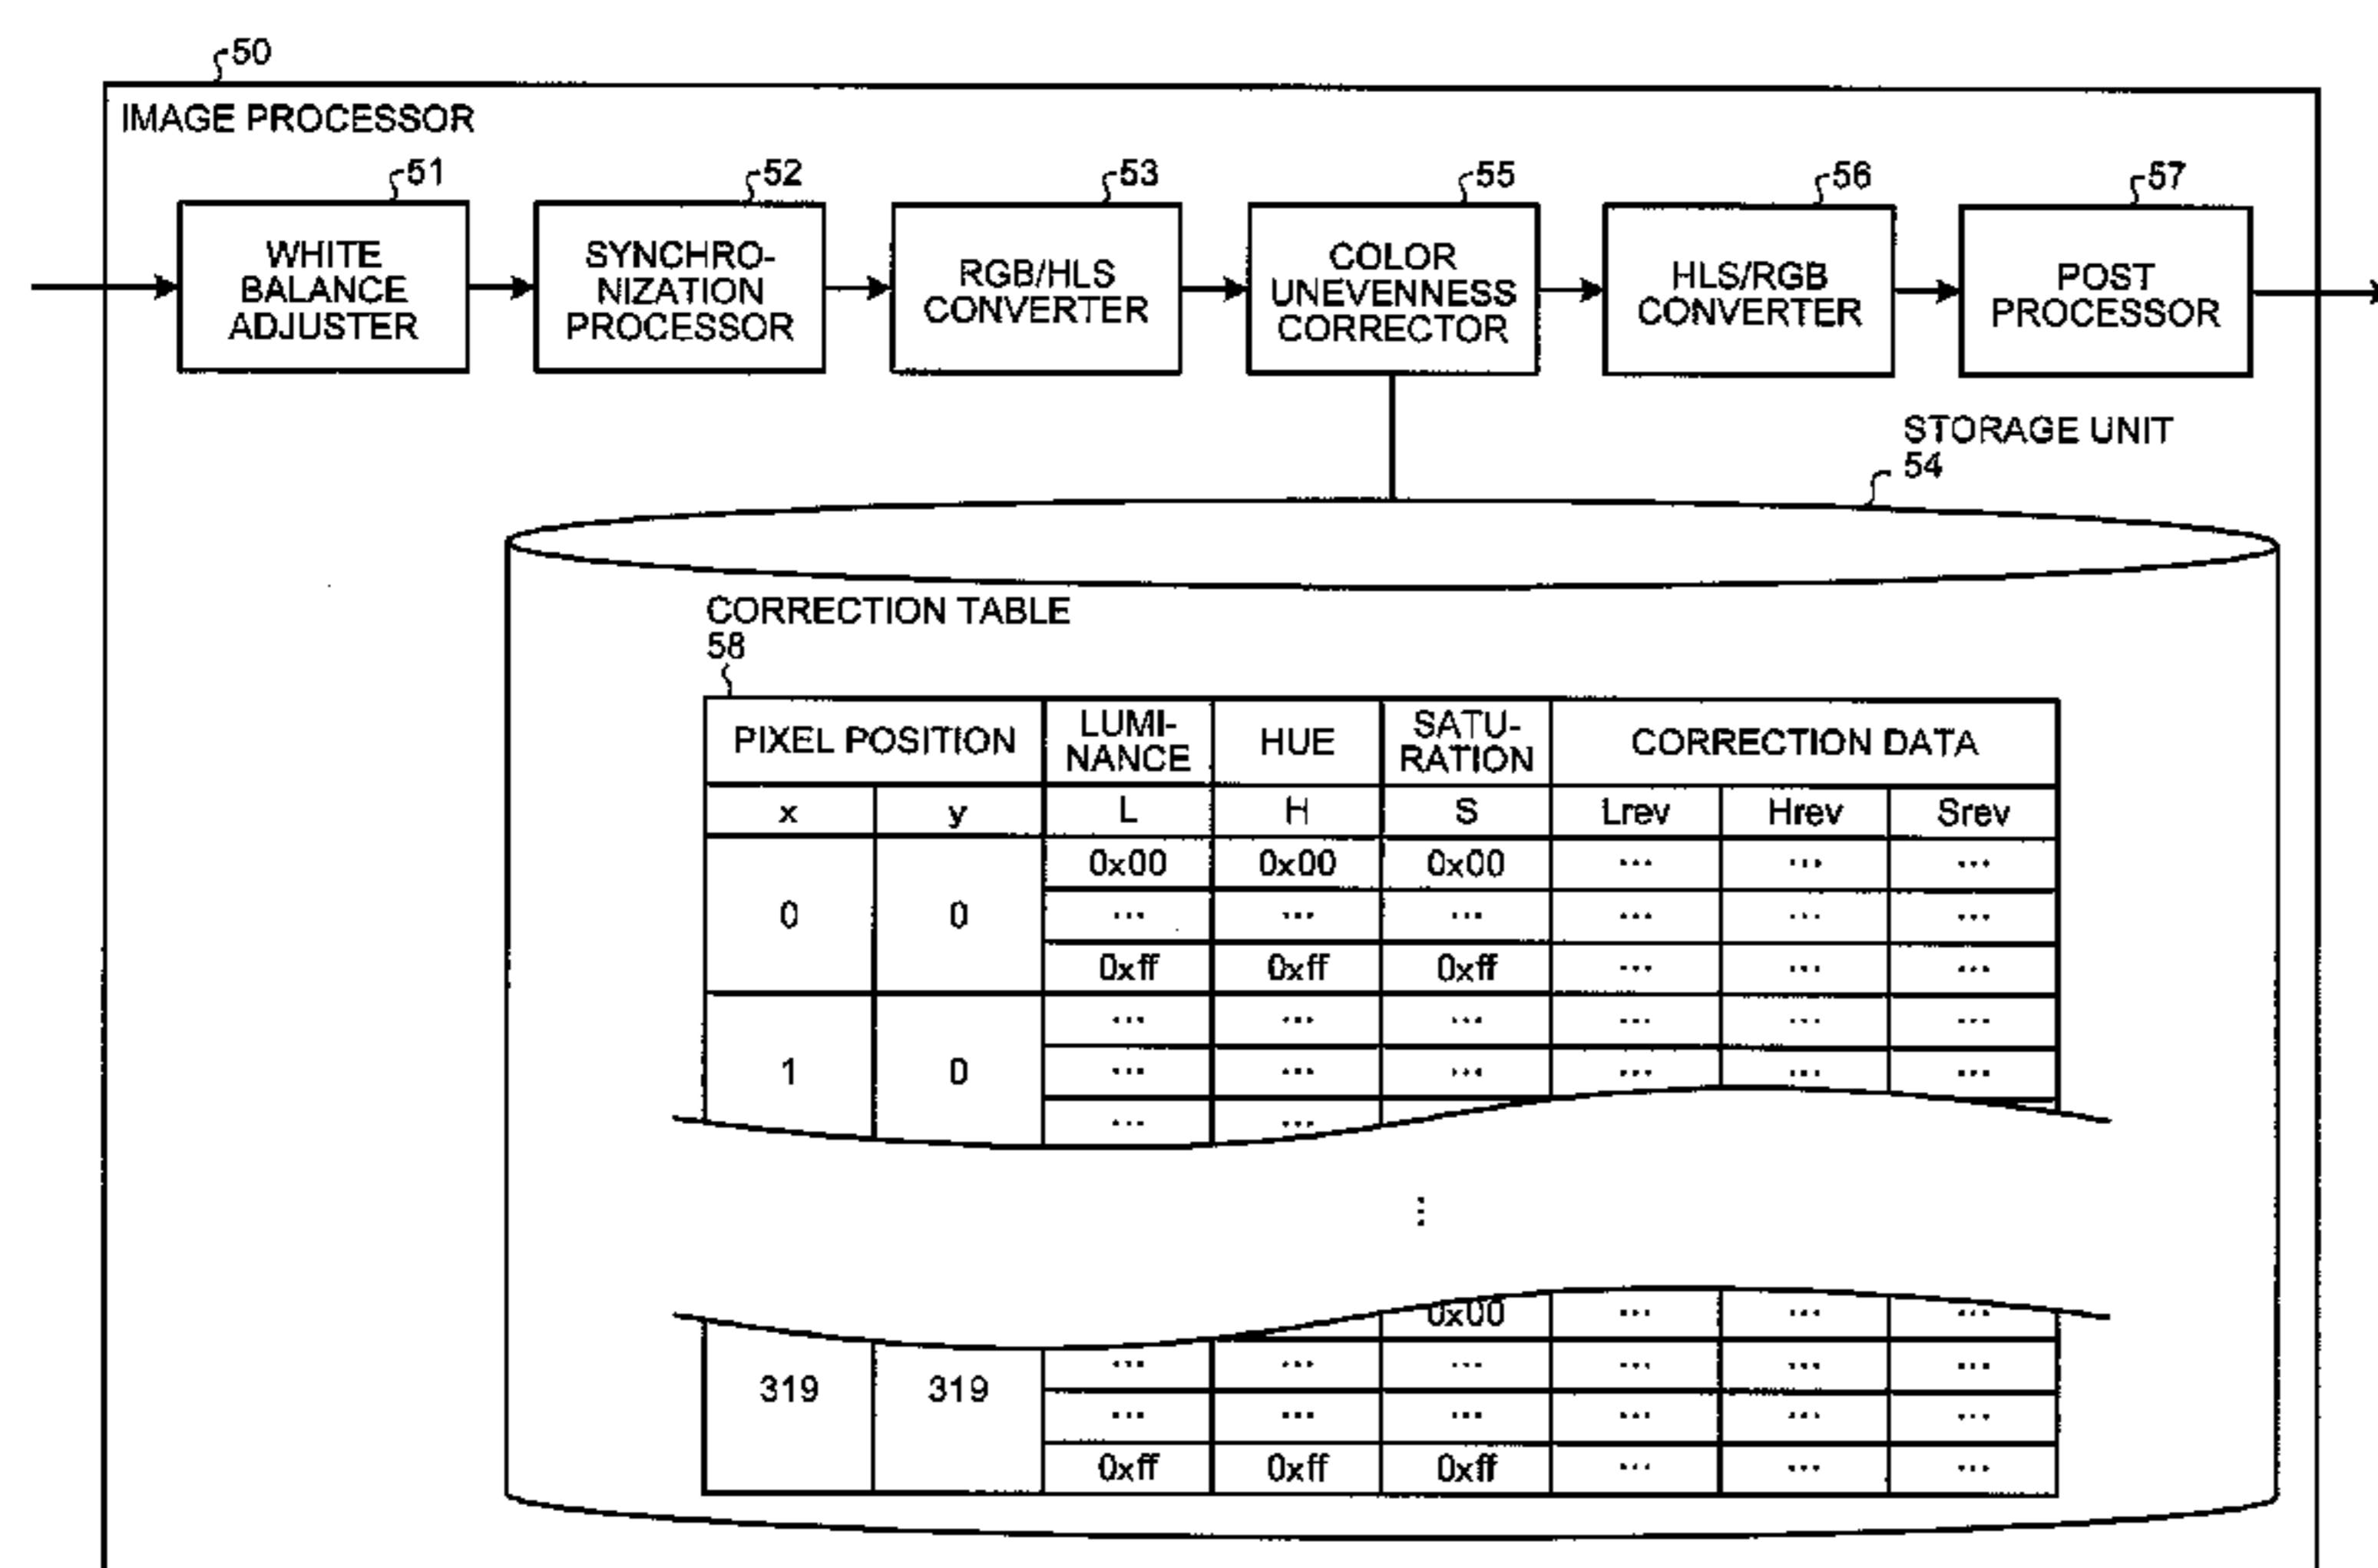 50
IMAGE PROCESSOR
51
52
53
55
56
57
WHITE
BALANCE
ADJUSTER
SYNCHRO-
NIZATION
PROCESSOR
RGB/HLS
CONVERTER
COLOR
UNEVENNESS
CORRECTOR
HLS/RGB
CONVERTER
POST
PROCESSOR
STORAGE UNIT
54
CORRECTION TABLE
58
PIXEL POSITION LUMI-
NANCE HUE SATU-
RATION CORRECTION DATA
x y L H S Lrev Hrev Srev
0 0 0x00 0x00 0x00 ... ... ...
... ... ... ... ... ...
0xff 0xff 0xff ... ... ...
1 0 ... ... ... ... ... ...
... ... ... ... ... ...
... ...
⋮
0x00 ... ... ...
319 319 ... ... ... ... ... ...
... ... ... ... ... ...
0xff 0xff 0xff ... ... ...